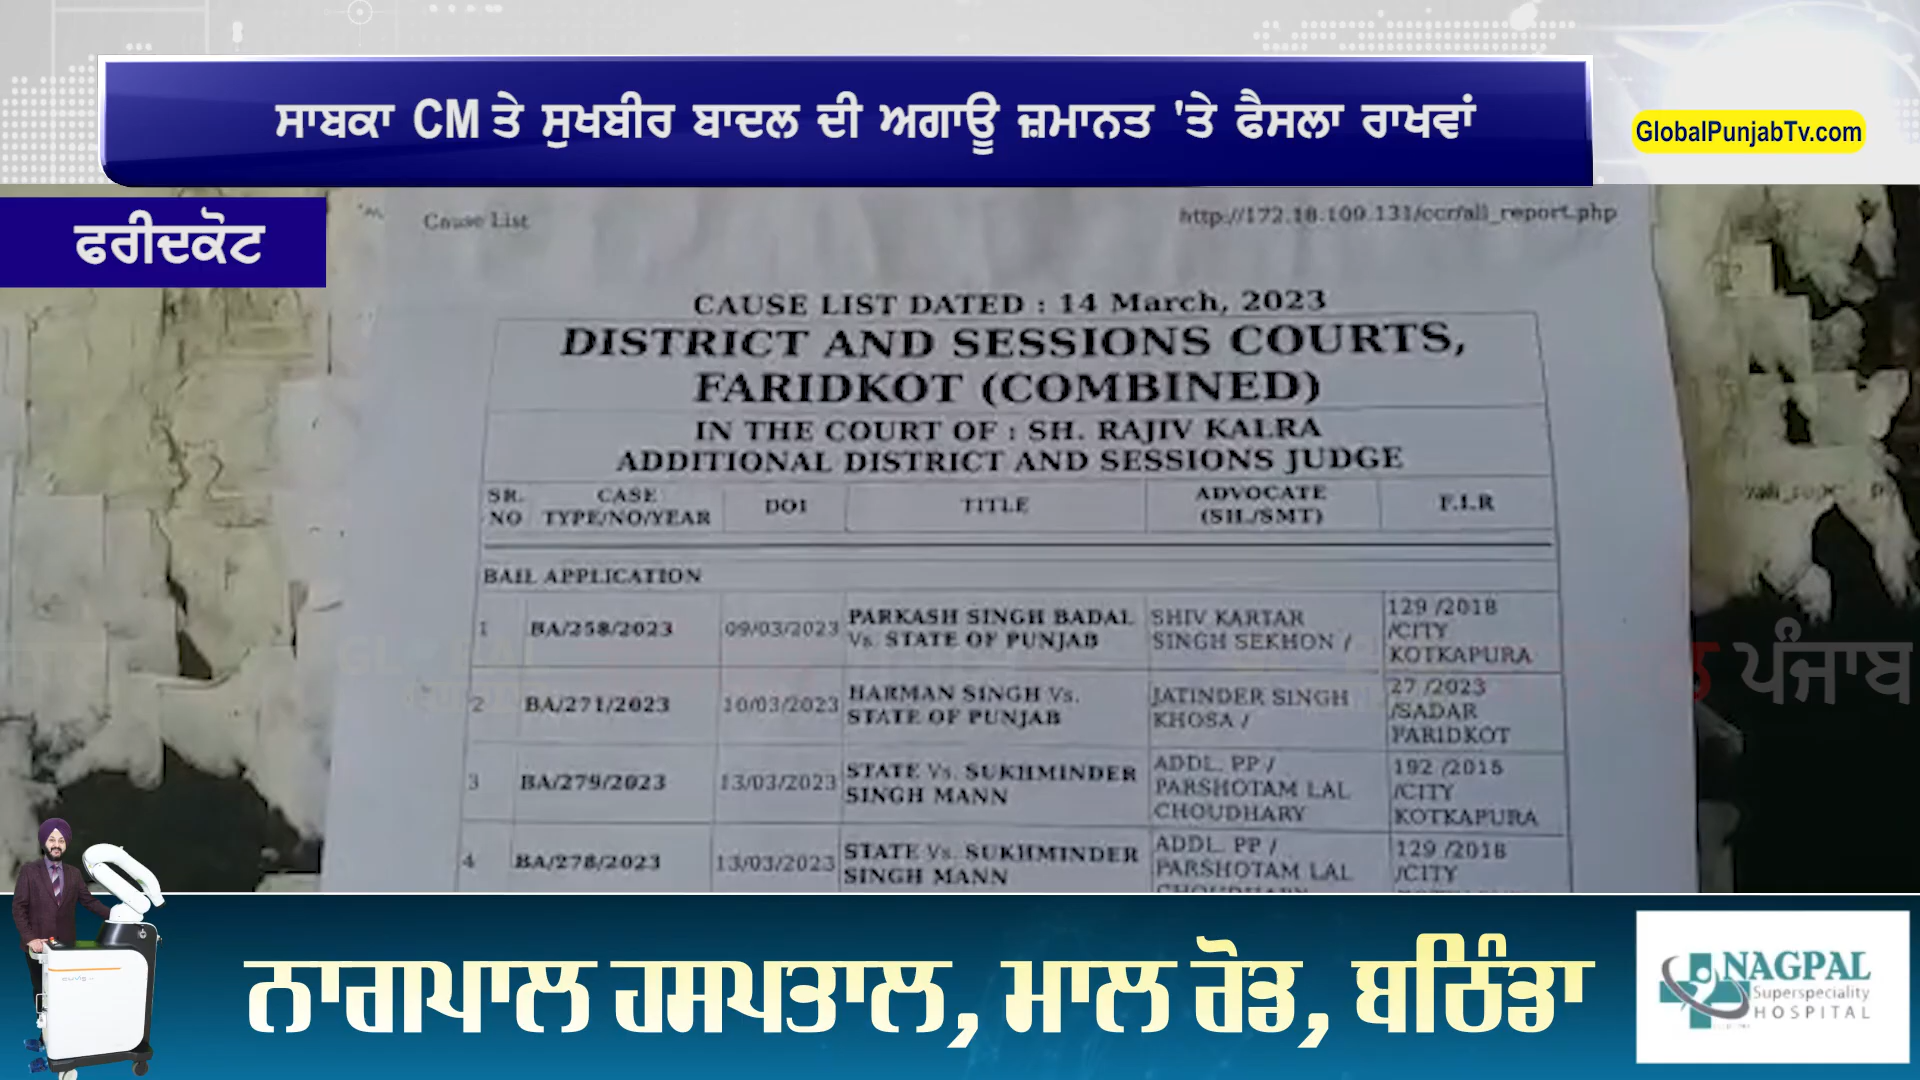 ਸਾਬਕਾ CM ਤੇ ਸੁਖਬੀਰ ਬਾਦਲ ਦੀ ਅਗਾਊ ਜ਼ਮਾਨਤ 'ਤੇ ਫੈਸਲਾ ਰਾਖਵਾਂ
GlobalPunjabTv.com
ਫਰੀਦਕੋਟ
Cause List
http://172.18.109.131/ccr/all_report.php
CAUSE LIST DATED : 14 March, 2023
DISTRICT AND SESSIONS COURTS,
FARIDKOT (COMBINED)
IN THE COURT OF : SH. RAJIV KALRA
ADDITIONAL DISTRICT AND SESSIONS JUDGE
SR. NO CASE TYPE/NO/YEAR DOI TITLE ADVOCATE (SH./SMT) F.I.R
BAIL APPLICATION
1 BA/258/2023 09/03/2023 PARKASH SINGH BADAL Vs. STATE OF PUNJAB SHIV KARTAR SINGH SEKHON / 129 /2018 /CITY KOTKAPURA
2 BA/271/2023 10/03/2023 HARMAN SINGH Vs. STATE OF PUNJAB JATINDER SINGH KHOSA / 27 /2023 /SADAR FARIDKOT
3 BA/279/2023 13/03/2023 STATE Vs. SUKHMINDER SINGH MANN ADDL. PP / PARSHOTAM LAL CHOUDHARY 192 /2015 /CITY KOTKAPURA
4 BA/278/2023 13/03/2023 STATE Vs. SUKHMINDER SINGH MANN ADDL. PP / PARSHOTAM LAL CHOUDHARY 129 /2018 /CITY
ਪੰਜਾਬ
ਨਾਗਪਾਲ ਹਸਪਤਾਲ, ਮਾਲ ਰੋਡ, ਬਠਿੰਡਾ
NAGPAL
Superspeciality
HOSPITAL